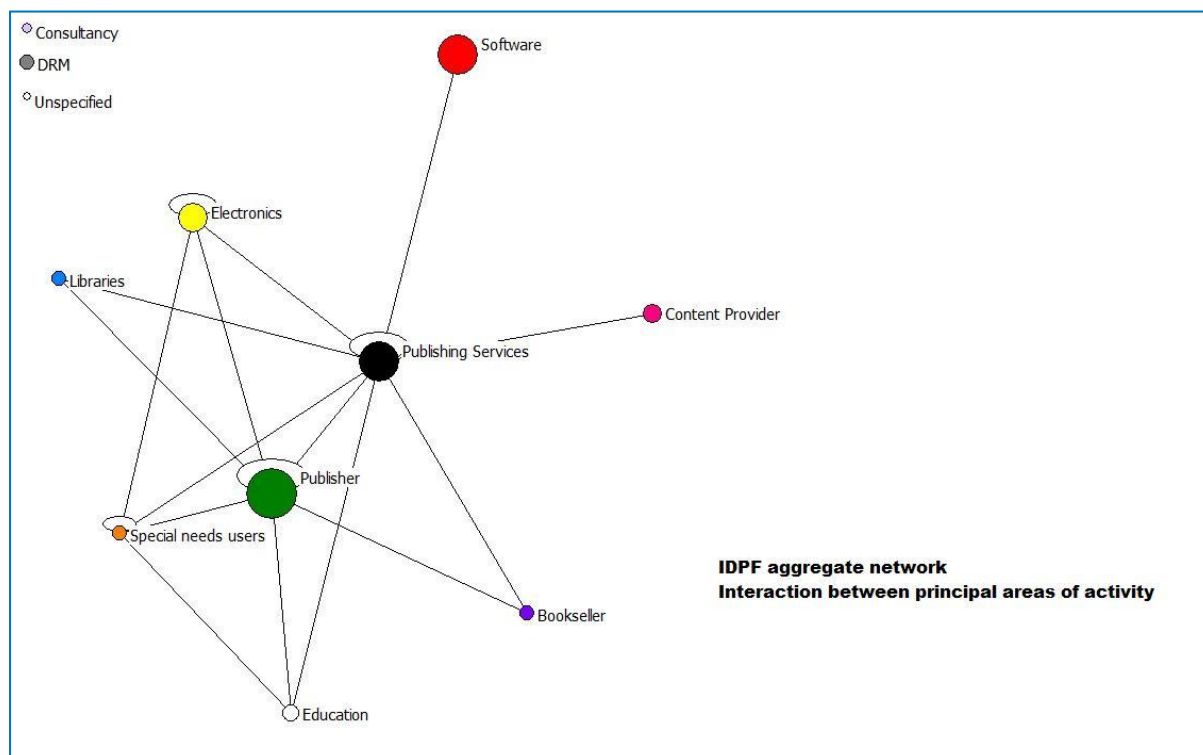 Consultancy
DRM
Unspecified
Software
Electronics
Libraries
Content Provider
Publishing Services
Publisher
Special needs users
Bookseller
Education
IDPF aggregate network
Interaction between principal areas of activity